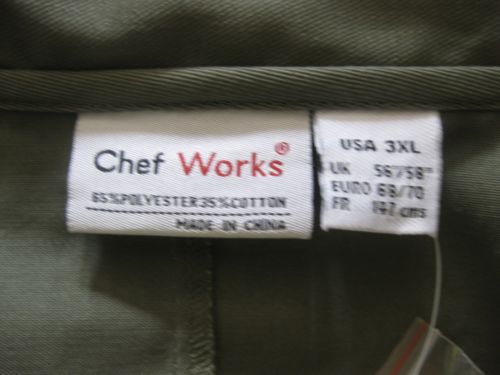 Chef Works®
65%POLYESTER35%COTTON
MADE IN CHINA
USA 3XL
UK 56"/58"
EURO 68/70
FR 147 cms